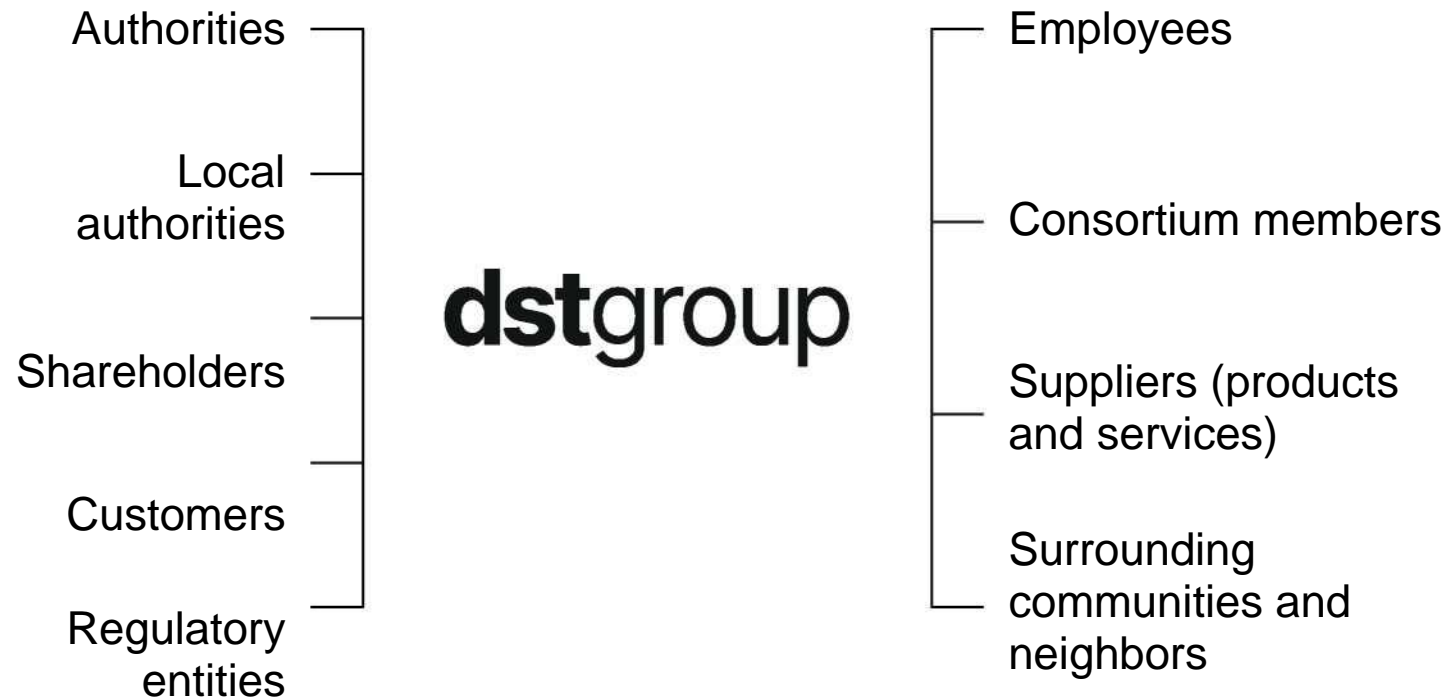 Authorities
Local
authorities
Shareholders
Customers
Regulatory
entities
dstgroup
Employees
Consortium members
Suppliers (products
and services)
Surrounding
communities and
neighbors